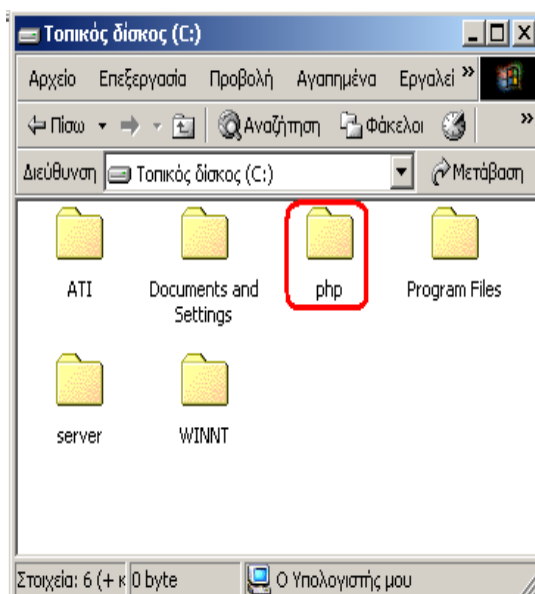 Τοπικός δίσκος (C:)
Αρχείο Επεξεργασία Προβολή Αγαπημένα Εργαλεί »
Πίσω Αναζήτηση Φάκελοι »
Διεύθυνση Τοπικός δίσκος (C:) Μετάβαση
ATI Documents and Settings php Program Files
server WINNT
Στοιχεία: 6 (+ κ 0 byte Ο Υπολογιστής μου